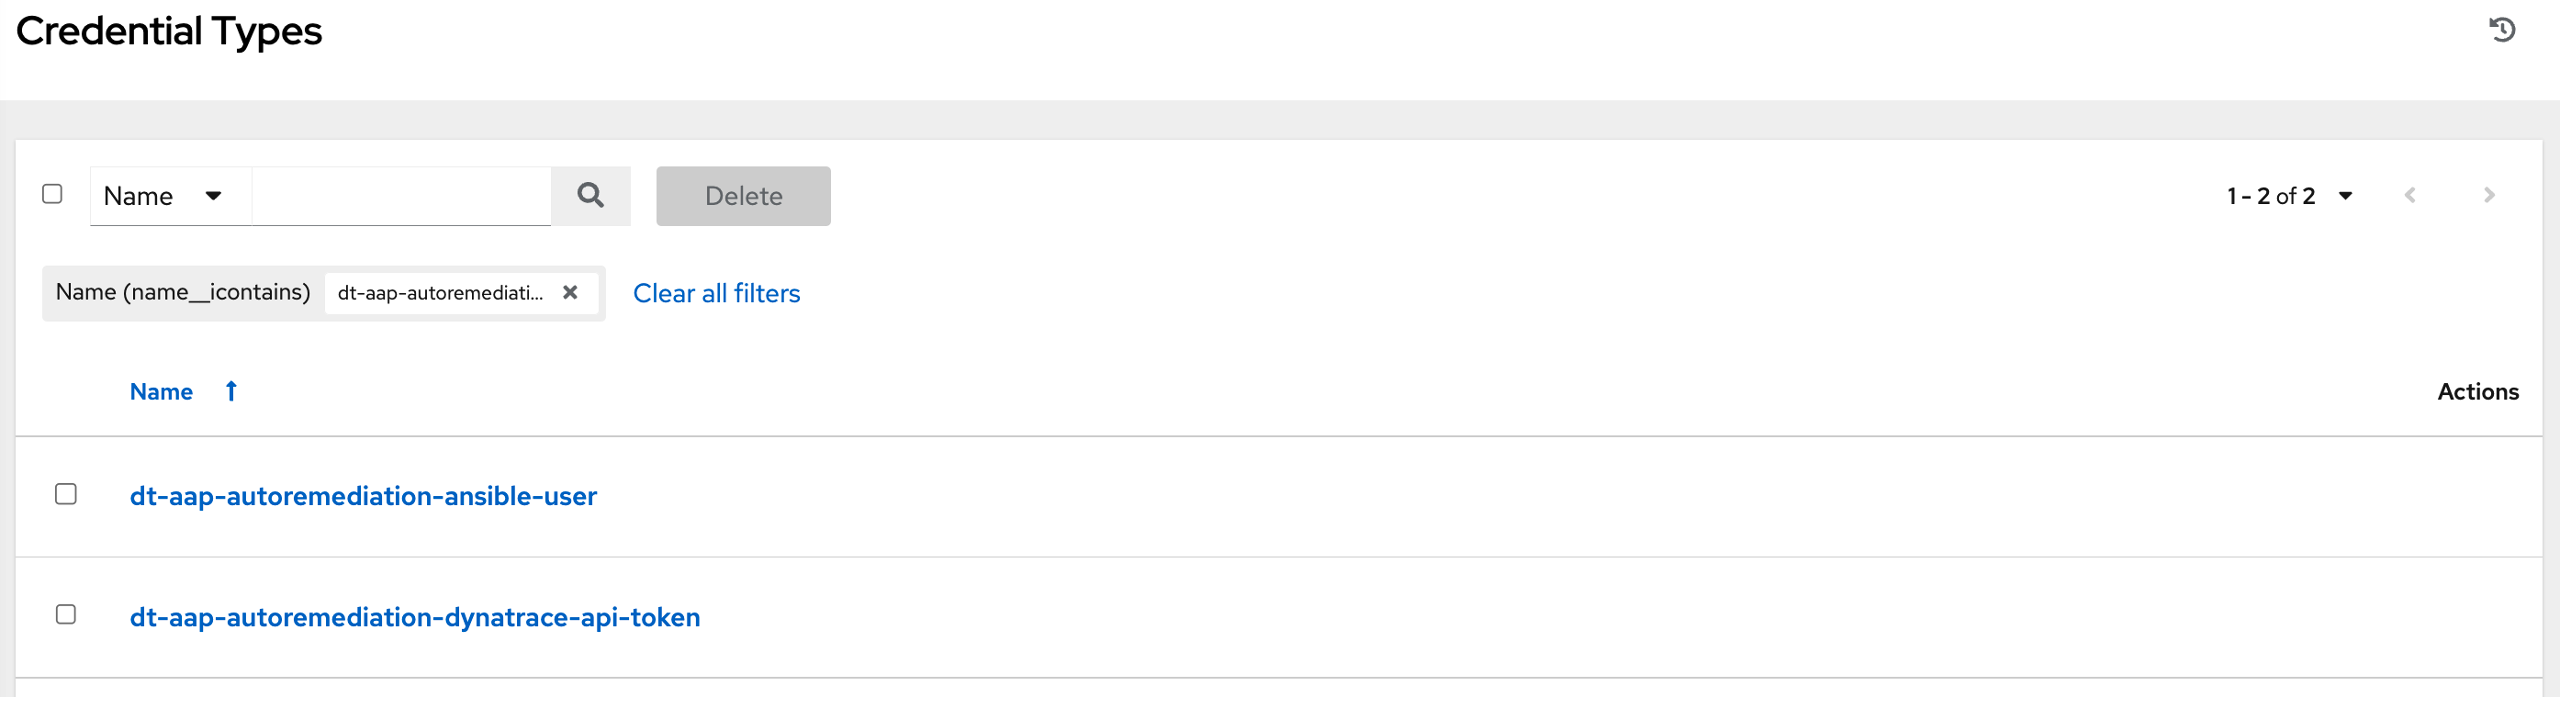 Credential Types
Name Delete 1 - 2 of 2
Name (name__icontains) dt-aap-autoremediati... Clear all filters
Name Actions
dt-aap-autoremediation-ansible-user
dt-aap-autoremediation-dynatrace-api-token